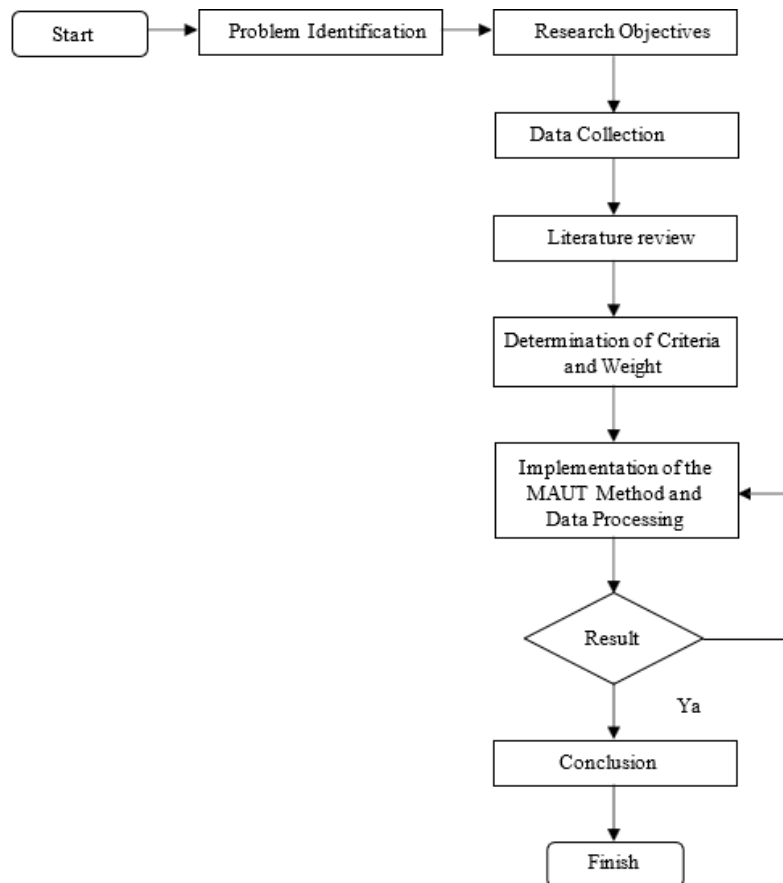 Start
Problem Identification
Research Objectives
Data Collection
Literature review
Determination of Criteria
and Weight
Implementation of the
MAUT Method and
Data Processing
Result
Ya
Conclusion
Finish